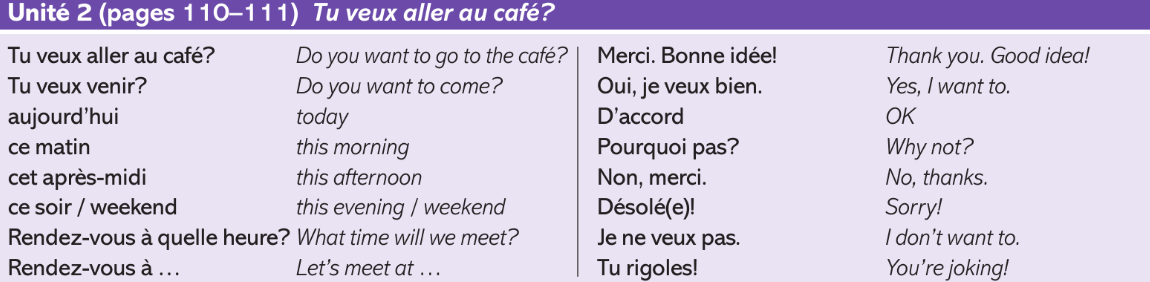 Unité 2 (pages 110–111) Tu veux aller au café?
Tu veux aller au café? Do you want to go to the café?
Tu veux venir? Do you want to come?
aujourd'hui today
ce matin this morning
cet après-midi this afternoon
ce soir / weekend this evening / weekend
Rendez-vous à quelle heure? What time will we meet?
Rendez-vous à … Let's meet at …
Merci. Bonne idée! Thank you. Good idea!
Oui, je veux bien. Yes, I want to.
D'accord OK
Pourquoi pas? Why not?
Non, merci. No, thanks.
Désolé(e)! Sorry!
Je ne veux pas. I don't want to.
Tu rigoles! You're joking!